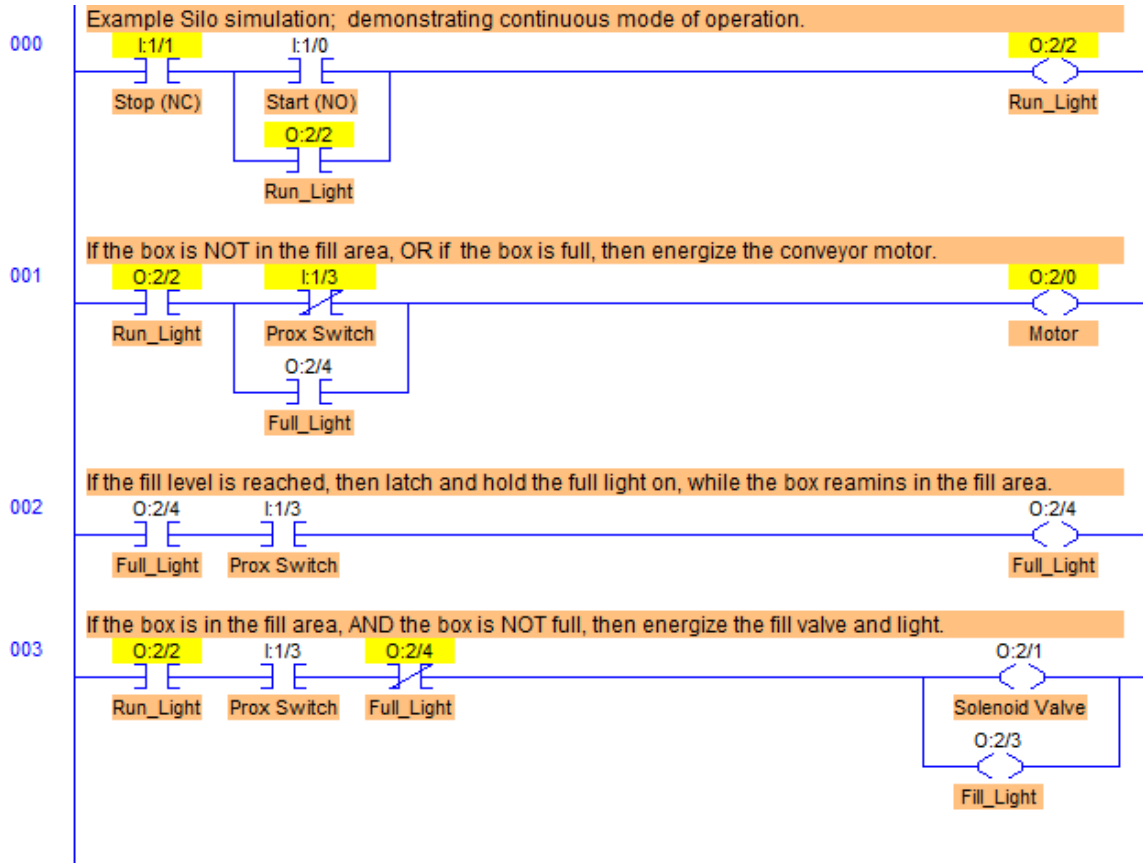 Example Silo simulation; demonstrating continuous mode of operation.
000
I:1/1 I:1/0 O:2/2
Stop (NC) Start (NO) Run_Light
O:2/2
Run_Light
If the box is NOT in the fill area, OR if the box is full, then energize the conveyor motor.
001
O:2/2 I:1/3 O:2/0
Run_Light Prox Switch Motor
O:2/4
Full_Light
If the fill level is reached, then latch and hold the full light on, while the box reamins in the fill area.
002
O:2/4 I:1/3 O:2/4
Full_Light Prox Switch Full_Light
If the box is in the fill area, AND the box is NOT full, then energize the fill valve and light.
003
O:2/2 I:1/3 O:2/4 O:2/1
Run_Light Prox Switch Full_Light Solenoid Valve
O:2/3
Fill_Light